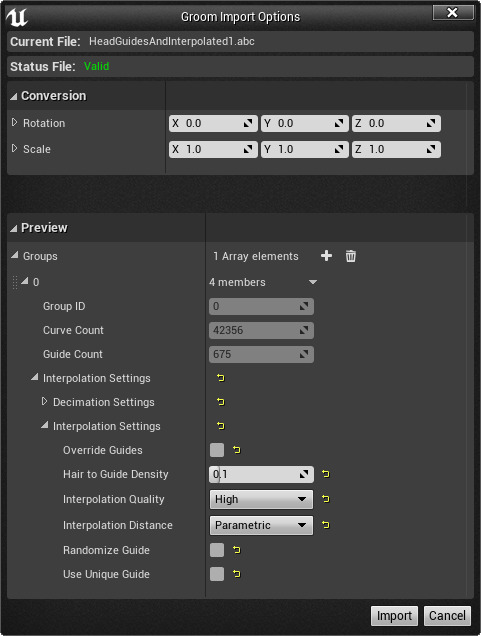 Groom Import Options
Current File: HeadGuidesAndInterpolated1.abc
Status File: Valid
Conversion
Rotation X 0.0 Y 0.0 Z 0.0
Scale X 1.0 Y 1.0 Z 1.0
Preview
Groups 1 Array elements
0 4 members
Group ID 0
Curve Count 42356
Guide Count 675
Interpolation Settings
Decimation Settings
Interpolation Settings
Override Guides
Hair to Guide Density 0.1
Interpolation Quality High
Interpolation Distance Parametric
Randomize Guide
Use Unique Guide
Import Cancel